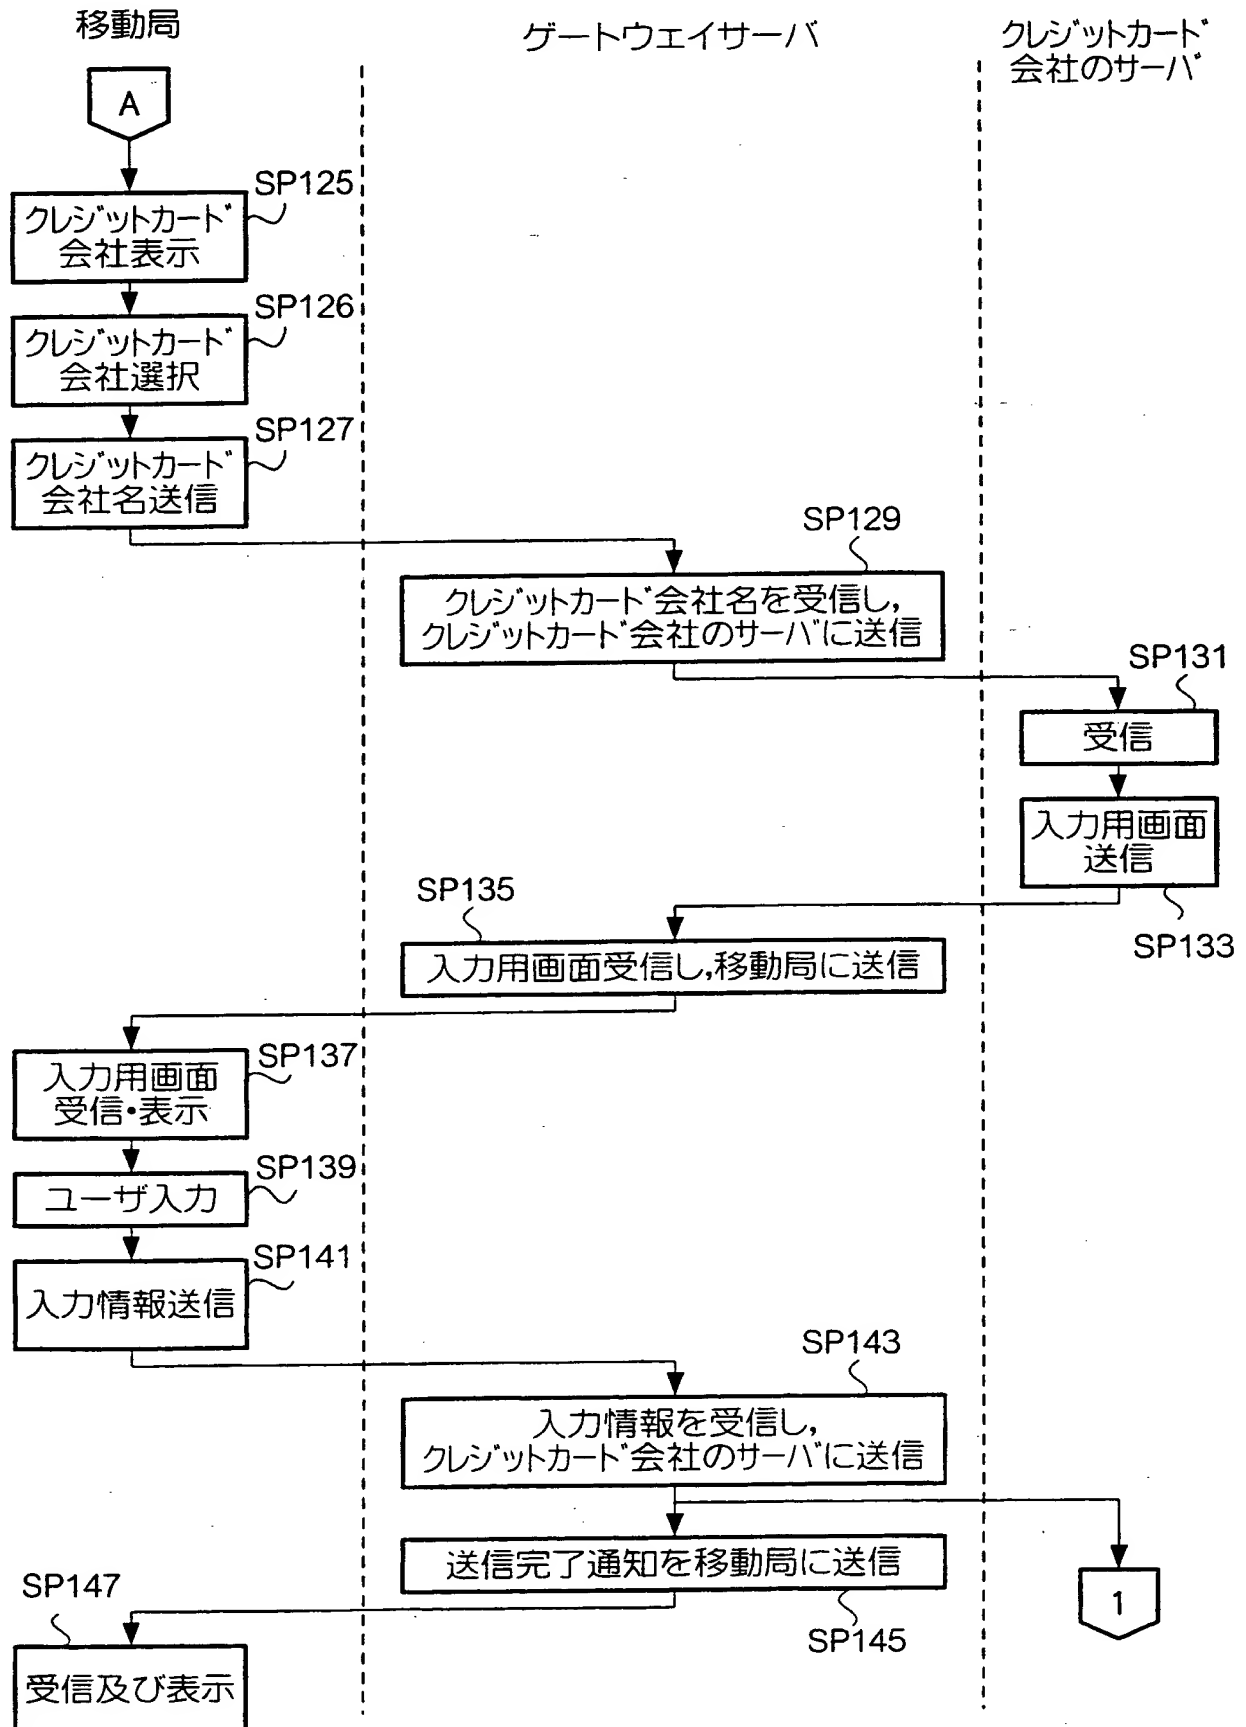 移動局
ゲートウェイサーバ
クレジットカード
会社のサーバ
A
SP125
クレジットカード
会社表示
SP126
クレジットカード
会社選択
SP127
クレジットカード
会社名送信
SP129
クレジットカード会社名を受信し,
クレジットカード会社のサーバに送信
SP131
受信
入力用画面
送信
SP133
SP135
入力用画面受信し,移動局に送信
SP137
入力用画面
受信・表示
SP139
ユーザ入力
SP141
入力情報送信
SP143
入力情報を受信し,
クレジットカード会社のサーバに送信
送信完了通知を移動局に送信
SP145
1
SP147
受信及び表示